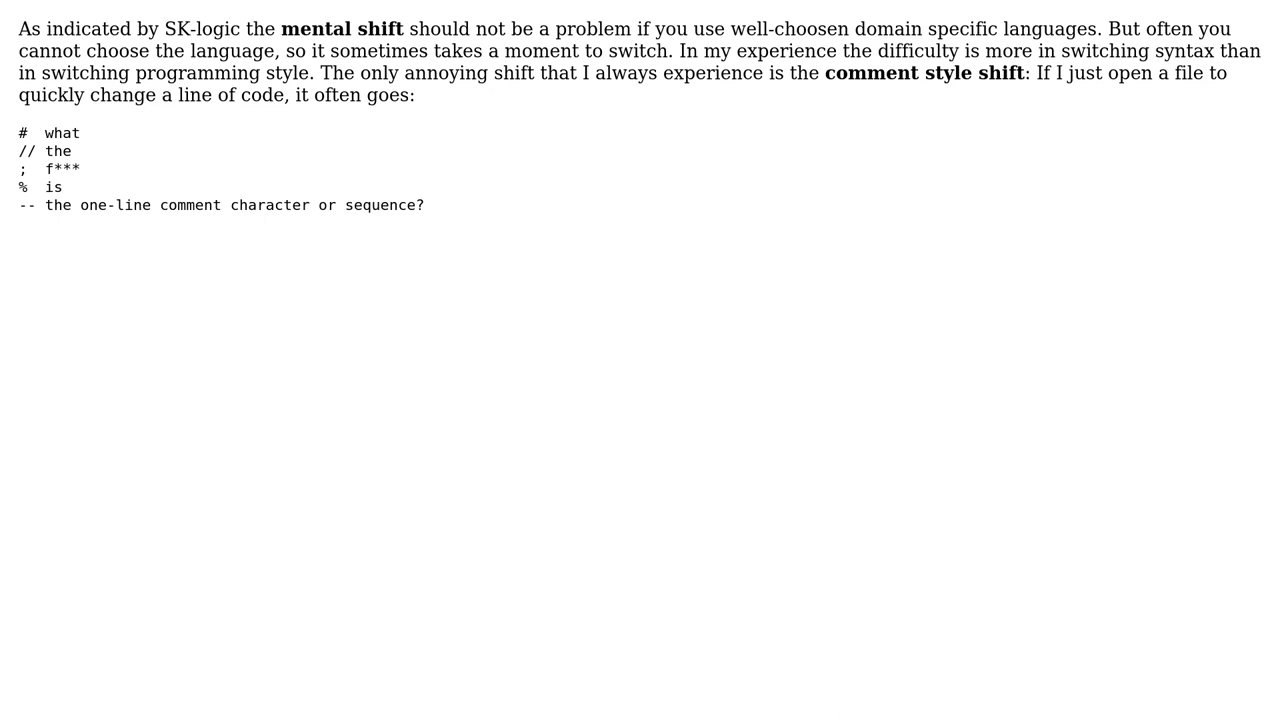 As indicated by SK-logic the mental shift should not be a problem if you use well-choosen domain specific languages. But often you
cannot choose the language, so it sometimes takes a moment to switch. In my experience the difficulty is more in switching syntax than
in switching programming style. The only annoying shift that I always experience is the comment style shift: If I just open a file to
quickly change a line of code, it often goes:
#  what
// the
;  f***
%  is
-- the one-line comment character or sequence?